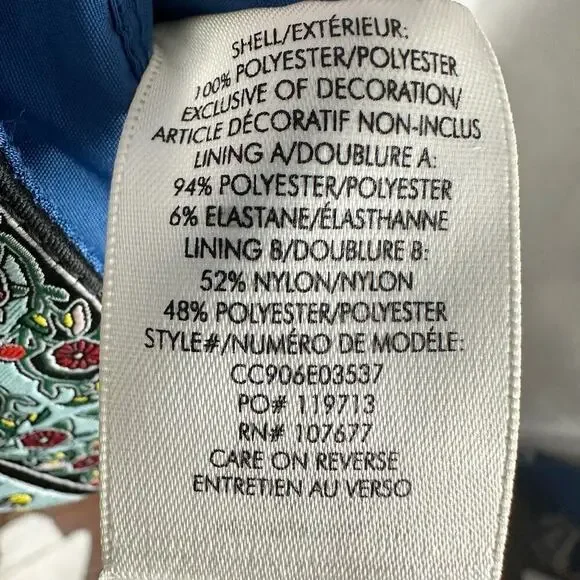 SHELL/EXTÉRIEUR:
100% POLYESTER/POLYESTER
EXCLUSIVE OF DECORATION/
ARTICLE DÉCORATIF NON-INCLUS
LINING A/DOUBLURE A:
94% POLYESTER/POLYESTER
6% ELASTANE/ÉLASTHANNE
LINING B/DOUBLURE B:
52% NYLON/NYLON
48% POLYESTER/POLYESTER
STYLE#/NUMÉRO DE MODÉLE:
CC906E03537
PO# 119713
RN# 107677
CARE ON REVERSE
ENTRETIEN AU VERSO